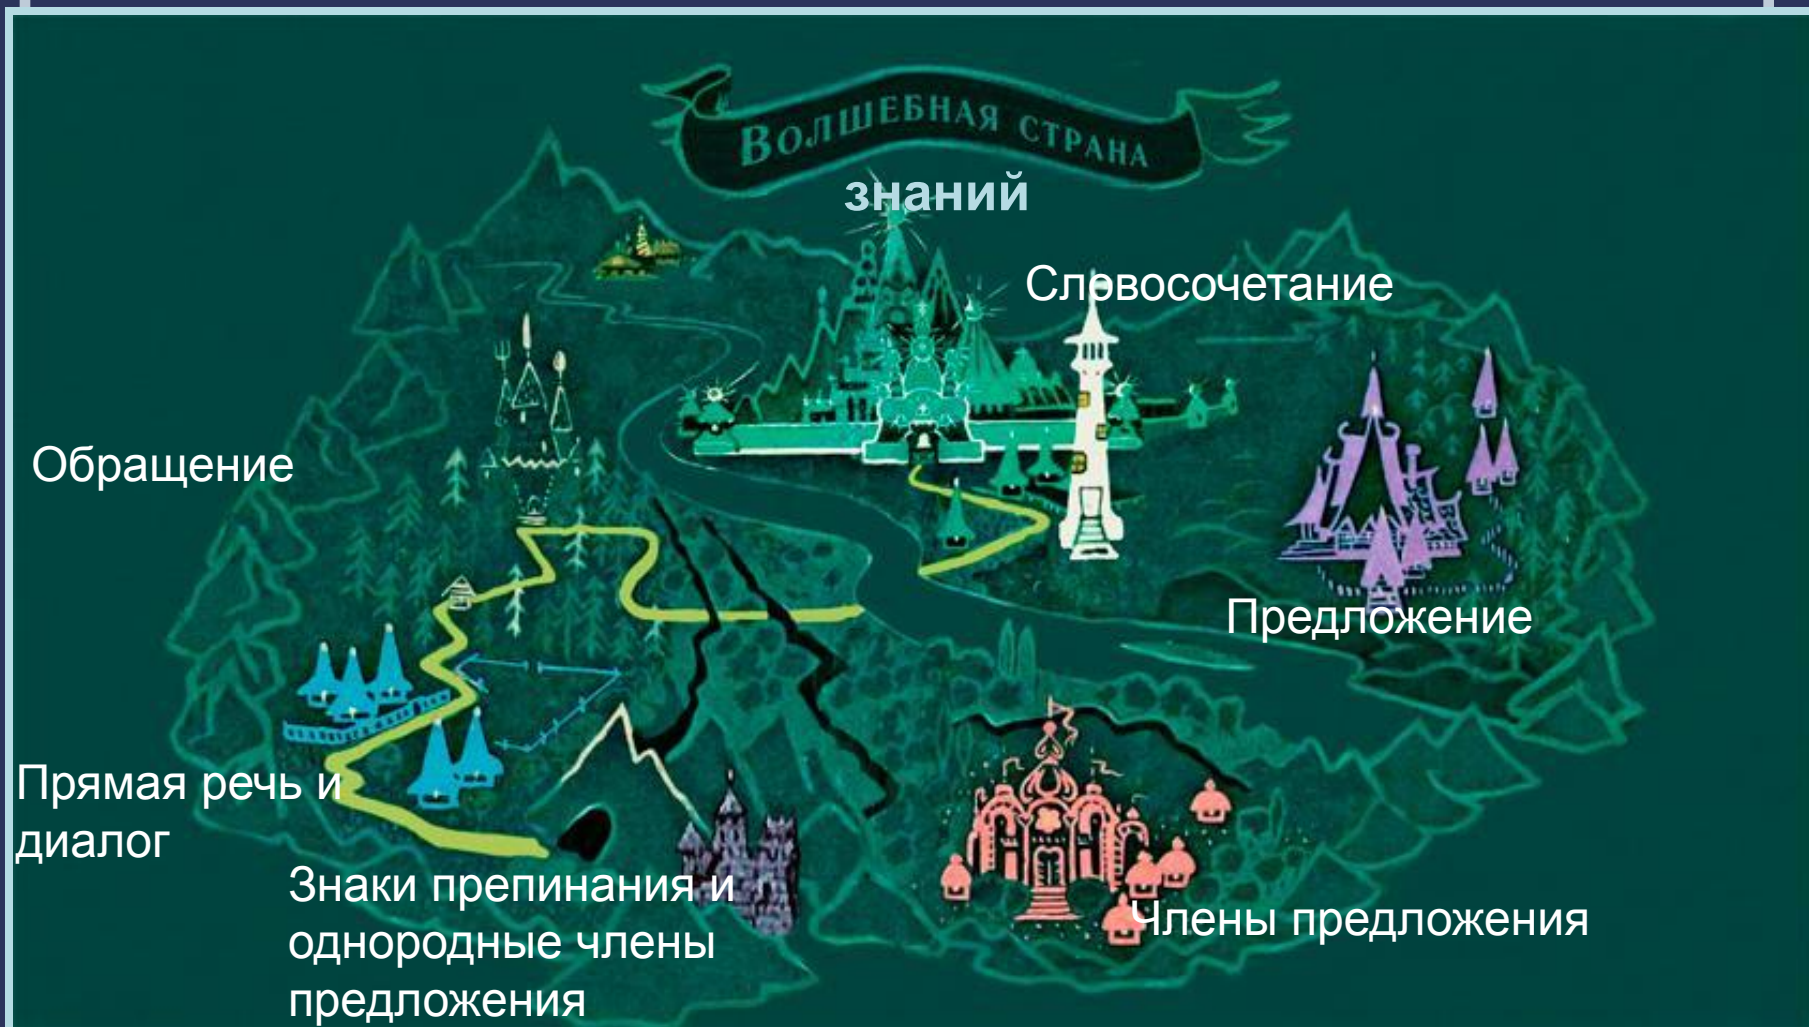 ВОЛШЕБНАЯ СТРАНА
знаний
Словосочетание
Обращение
Предложение
Прямая речь и
диалог
Знаки препинания и
однородные члены
предложения
Члены предложения